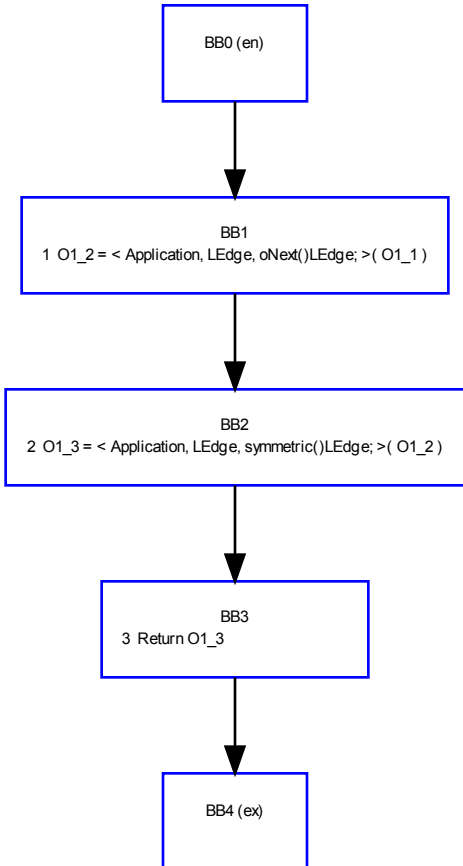 BB0 (en)
BB1
1 O1_2 = < Application, LEdge, oNext()LEdge; >( O1_1 )
BB2
2 O1_3 = < Application, LEdge, symmetric()LEdge; >( O1_2 )
BB3
3 Return O1_3
BB4 (ex)